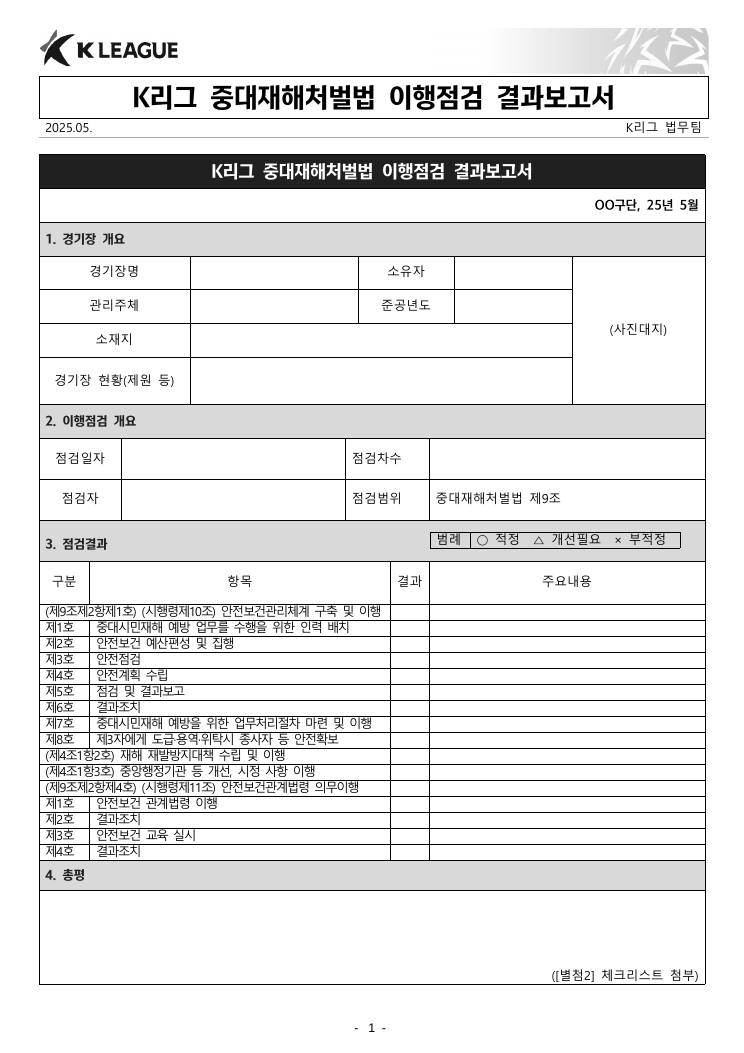 K LEAGUE
K리그 중대재해처벌법 이행점검 결과보고서
2025.05. K리그 법무팀
K리그 중대재해처벌법 이행점검 결과보고서
OO구단, 25년 5월
1. 경기장 개요
경기장명 소유자
관리주체 준공년도
(사진대지)
소재지
경기장 현황(제원 등)
2. 이행점검 개요
점검일자 점검차수
점검자 점검범위 중대재해처벌법 제9조
3. 점검결과 범례 ○ 적정 △ 개선필요 × 부적정
구분 항목 결과 주요내용
(제9조제2항제1호) (시행령제10조) 안전보건관리체계 구축 및 이행
제1호 중대시민재해 예방 업무를 수행을 위한 인력 배치
제2호 안전보건 예산편성 및 집행
제3호 안전점검
제4호 안전계획 수립
제5호 점검 및 결과보고
제6호 결과조치
제7호 중대시민재해 예방을 위한 업무처리절차 마련 및 이행
제8호 제3자에게 도급·용역·위탁시 종사자 등 안전확보
(제4조1항2호) 재해 재발방지대책 수립 및 이행
(제4조1항3호) 중앙행정기관 등 개선, 시정 사항 이행
(제9조제2항제4호) (시행령제11조) 안전보건관계법령 의무이행
제1호 안전보건 관계법령 이행
제2호 결과조치
제3호 안전보건 교육 실시
제4호 결과조치
4. 총평
([별첨2] 체크리스트 첨부)
- 1 -